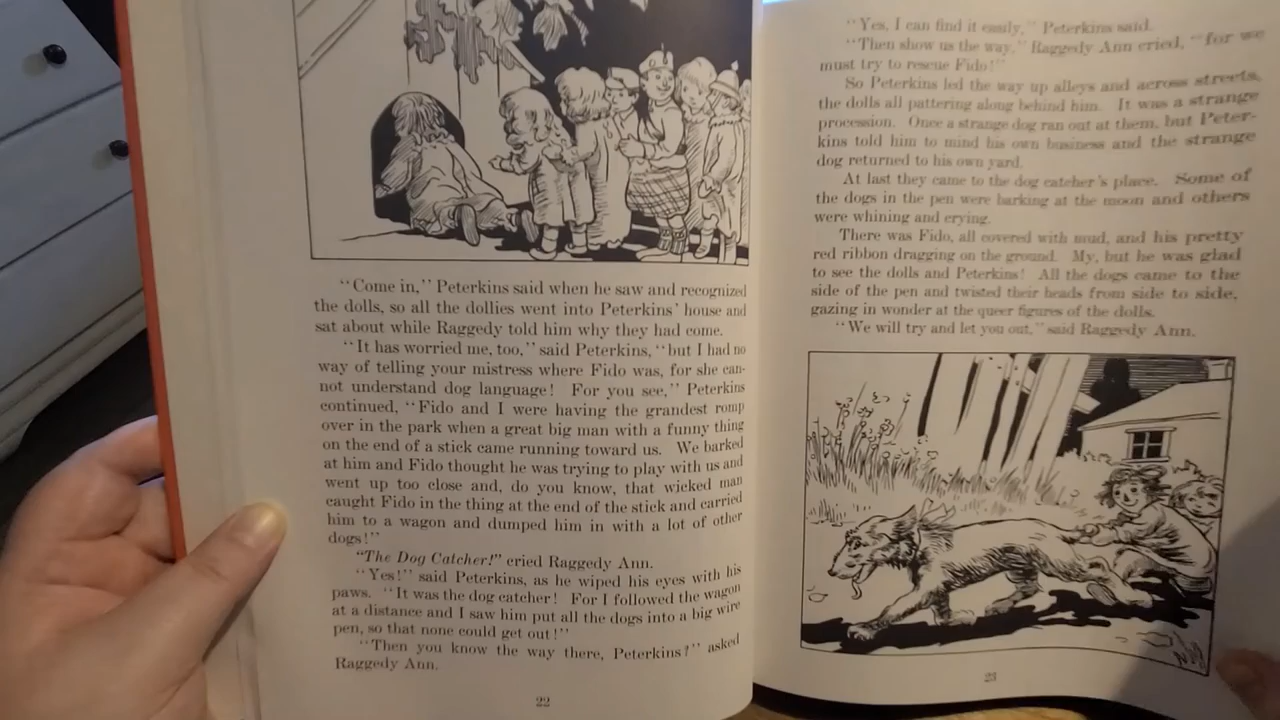 “Come in,” Peterkins said when he saw and recognized
the dolls, so all the dollies went into Peterkins’ house and
sat about while Raggedy told him why they had come.
“It has worried me, too,” said Peterkins, “but I had no
way of telling your mistress where Fido was, for she can-
not understand dog language! For you see,” Peterkins
continued, “Fido and I were having the grandest romp
over in the park when a great big man with a funny thing
on the end of a stick came running toward us. We barked
at him and Fido thought he was trying to play with us and
went up too close and, do you know, that wicked man
caught Fido in the thing at the end of the stick and carried
him to a wagon and dumped him in with a lot of other
dogs!”
“The Dog Catcher!” cried Raggedy Ann.
“Yes!” said Peterkins, as he wiped his eyes with his
paws. “It was the dog catcher! For I followed the wagon
at a distance and I saw him put all the dogs into a big wire
pen, so that none could get out!”
“Then you know the way there, Peterkins?” asked
Raggedy Ann.
22
“Yes, I can find it easily,” Peterkins said.
“Then show us the way,” Raggedy Ann cried, “for we
must try to rescue Fido!”
So Peterkins led the way up alleys and across streets,
the dolls all pattering along behind him. It was a strange
procession. Once a strange dog ran out at them, but Peter-
kins told him to mind his own business and the strange
dog returned to his own yard.
At last they came to the dog catcher’s place. Some of
the dogs in the pen were barking at the moon and others
were whining and crying.
There was Fido, all covered with mud, and his pretty
red ribbon dragging on the ground. My, but he was glad
to see the dolls and Peterkins! All the dogs came to the
side of the pen and twisted their heads from side to side,
gazing in wonder at the queer figures of the dolls.
“We will try and let you out,” said Raggedy Ann.
23